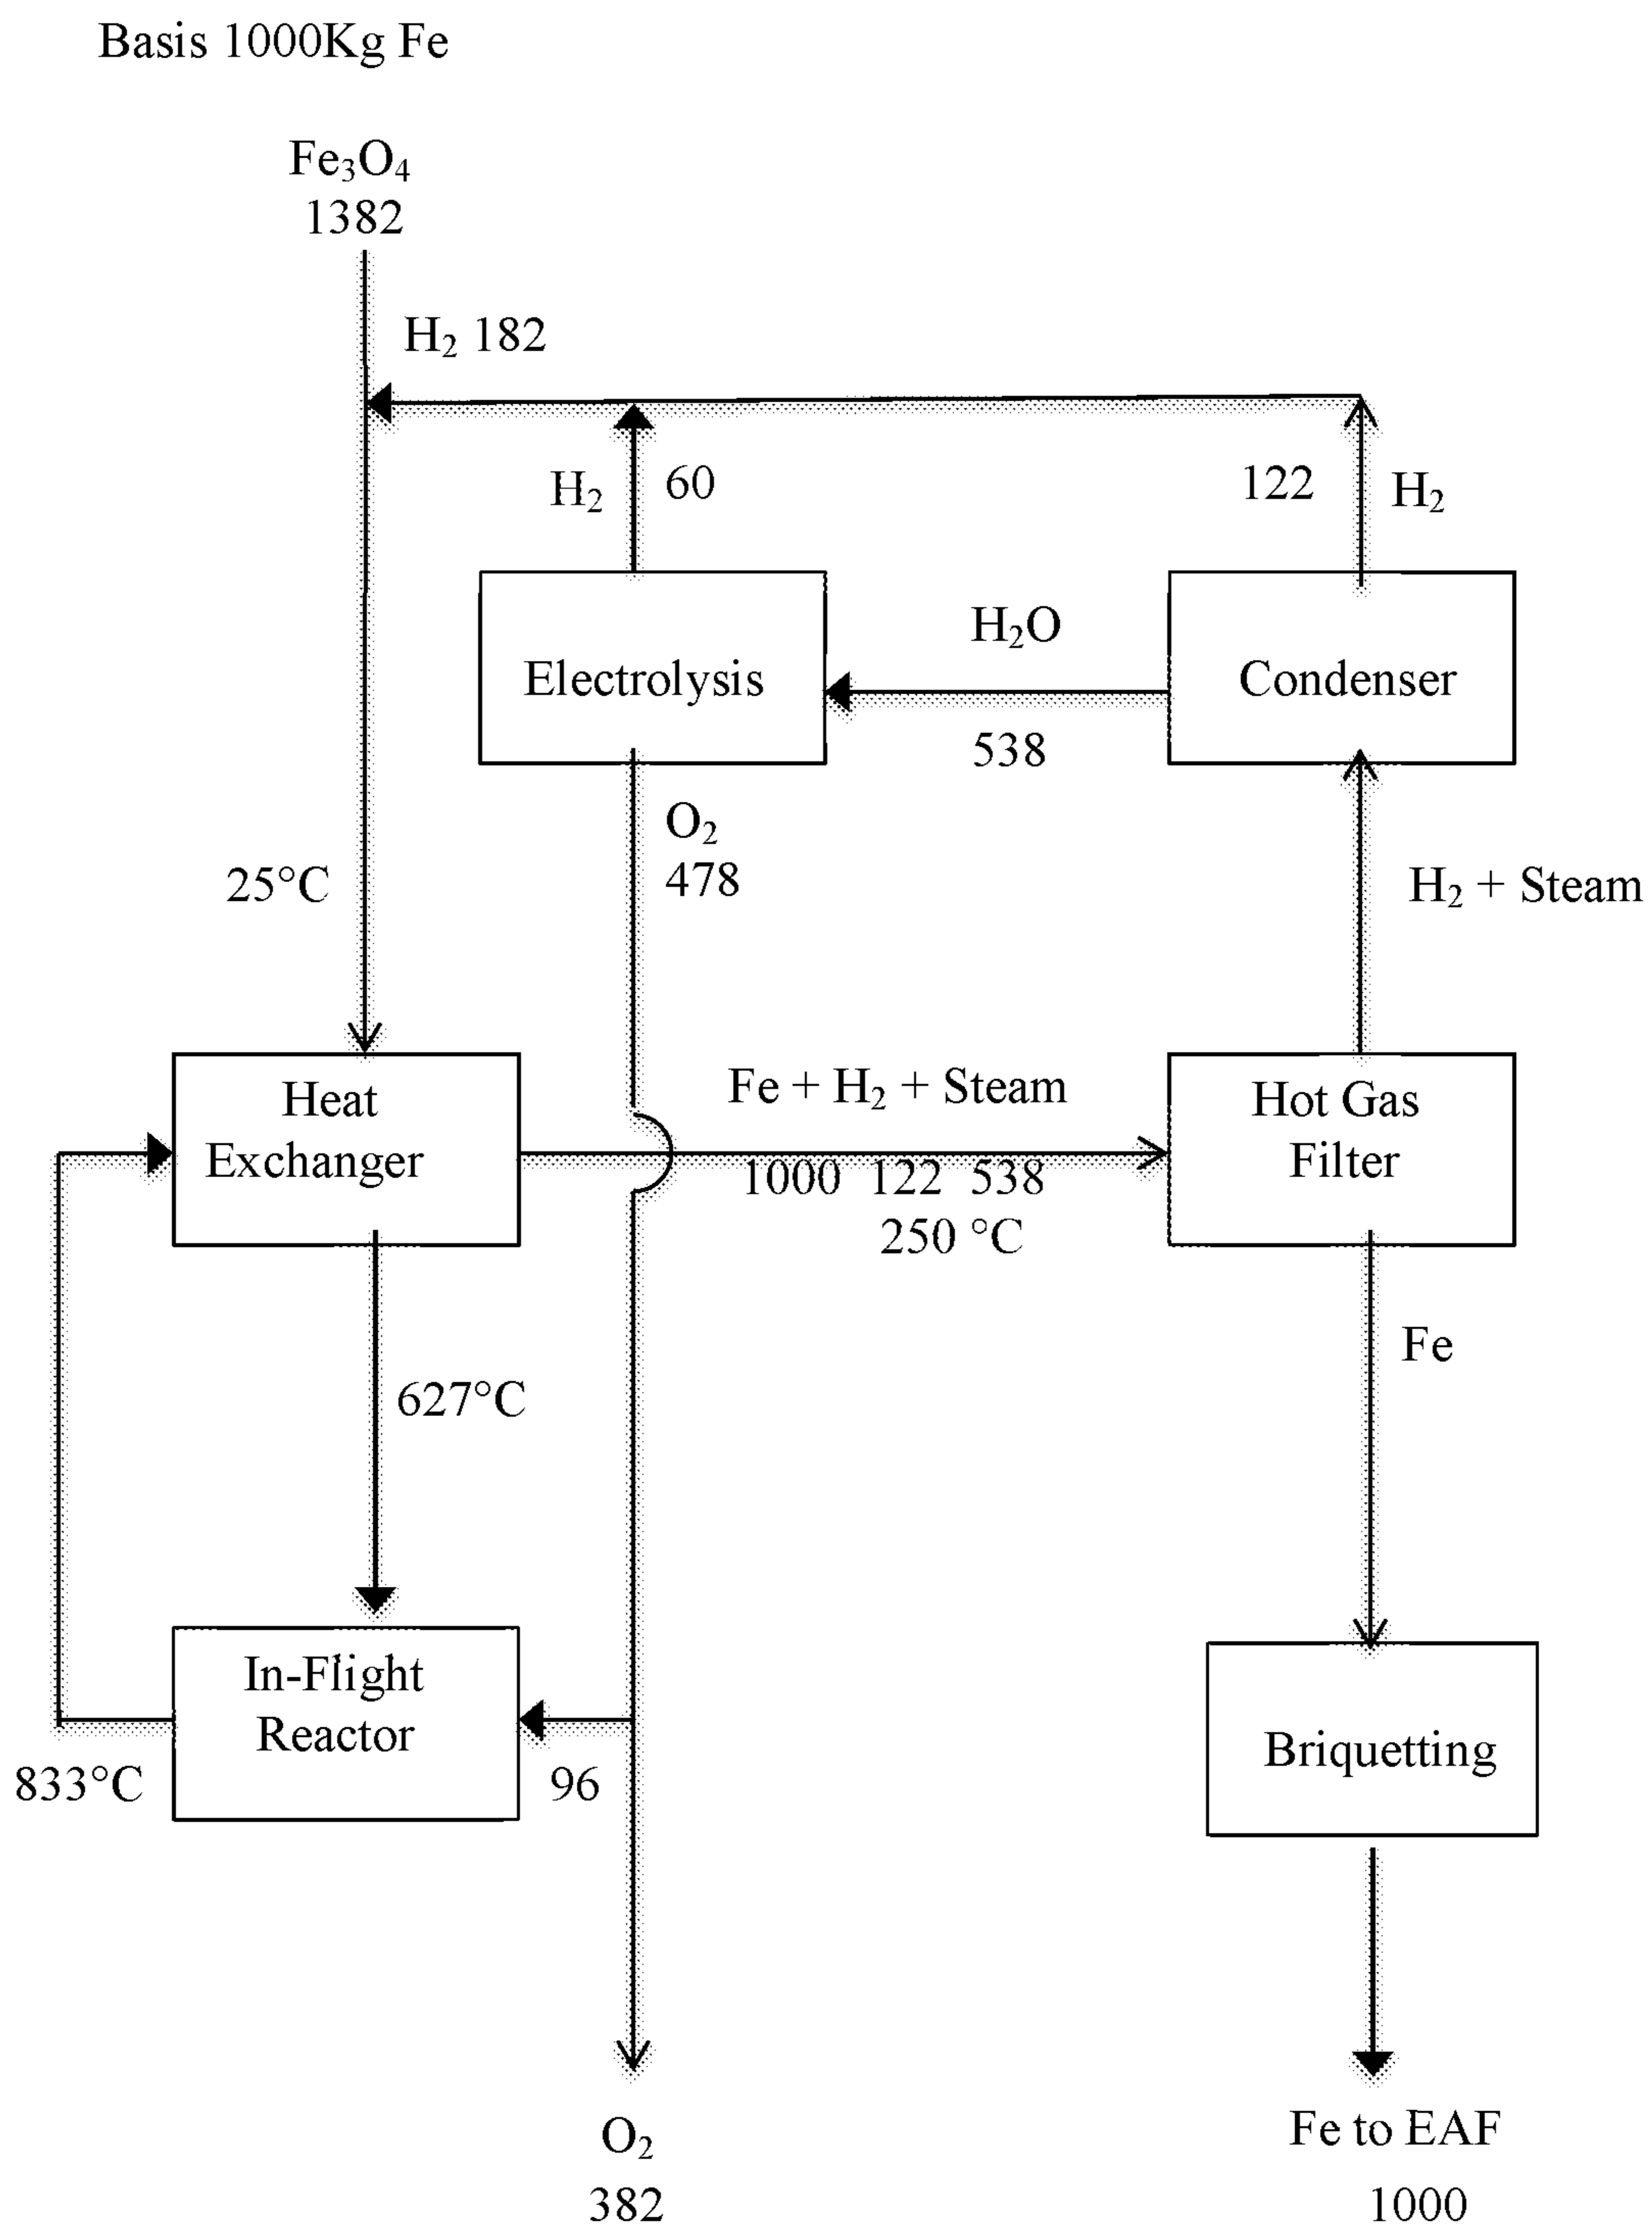 Basis 1000Kg Fe
Fe₃O₄
1382
H₂ 182
H₂ 60
122 H₂
Electrolysis
H₂O
538
Condenser
O₂
478
25°C
H₂ + Steam
Heat
Exchanger
Fe + H₂ + Steam
1000 122 538
250 °C
Hot Gas
Filter
627°C
Fe
In-Flight
Reactor
833°C
96
Briquetting
O₂
382
Fe to EAF
1000